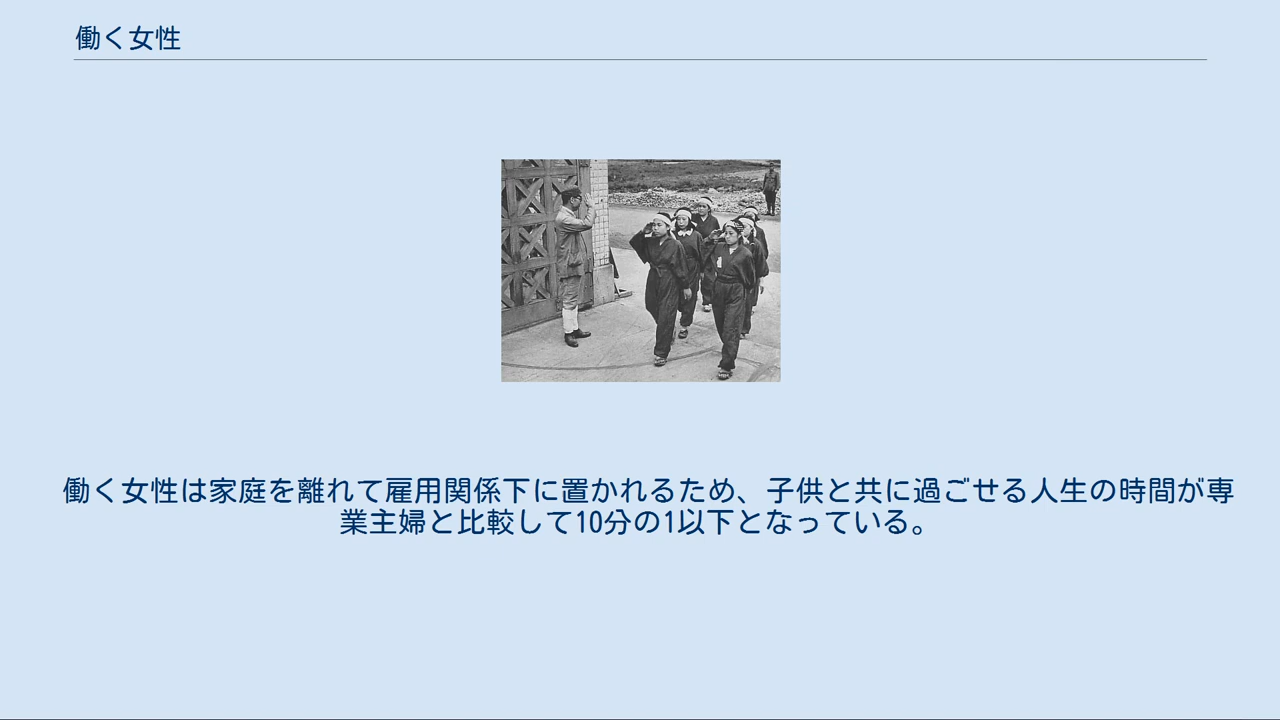 働く女性
働く女性は家庭を離れて雇用関係下に置かれるため、子供と共に過ごせる人生の時間が専
業主婦と比較して10分の1以下となっている。